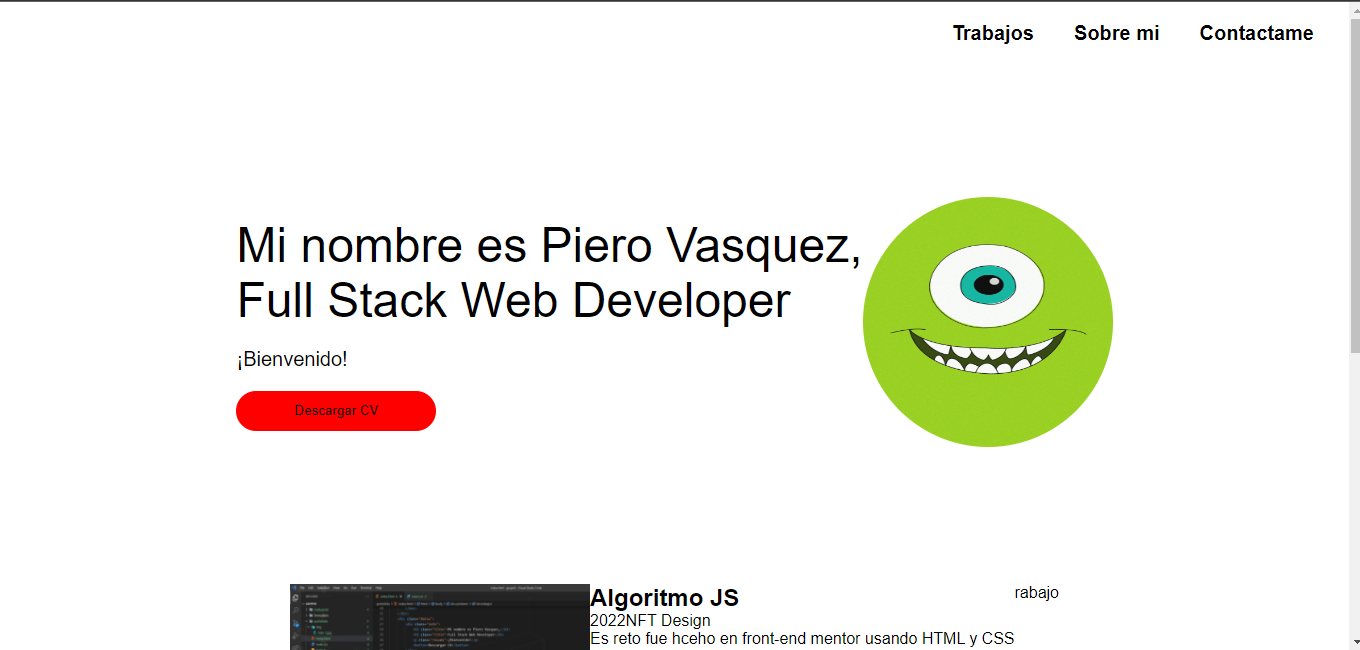 Trabajos Sobre mi Contactame
Mi nombre es Piero Vasquez,
Full Stack Web Developer
¡Bienvenido!
Descargar CV
Algoritmo JS
rabajo
2022NFT Design
Es reto fue hceho en front-end mentor usando HTML y CSS